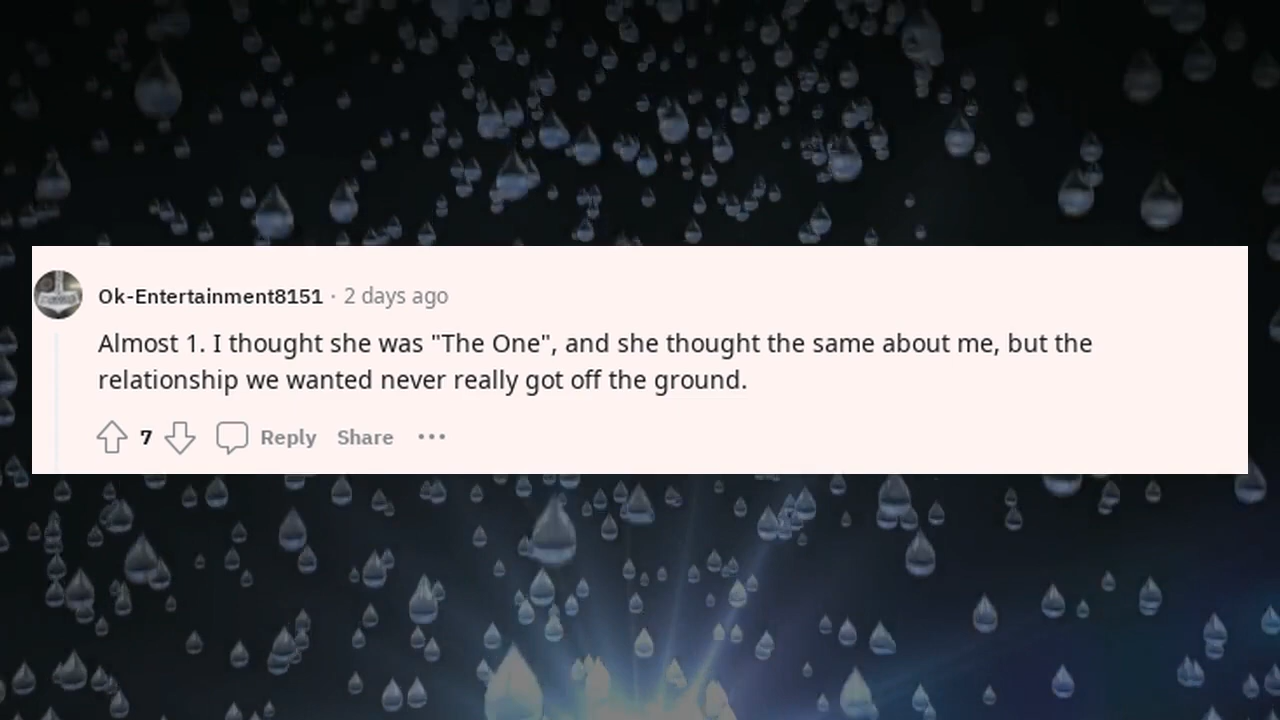 Ok-Entertainment8151 · 2 days ago
Almost 1. I thought she was "The One", and she thought the same about me, but the
relationship we wanted never really got off the ground.
7 Reply Share ···